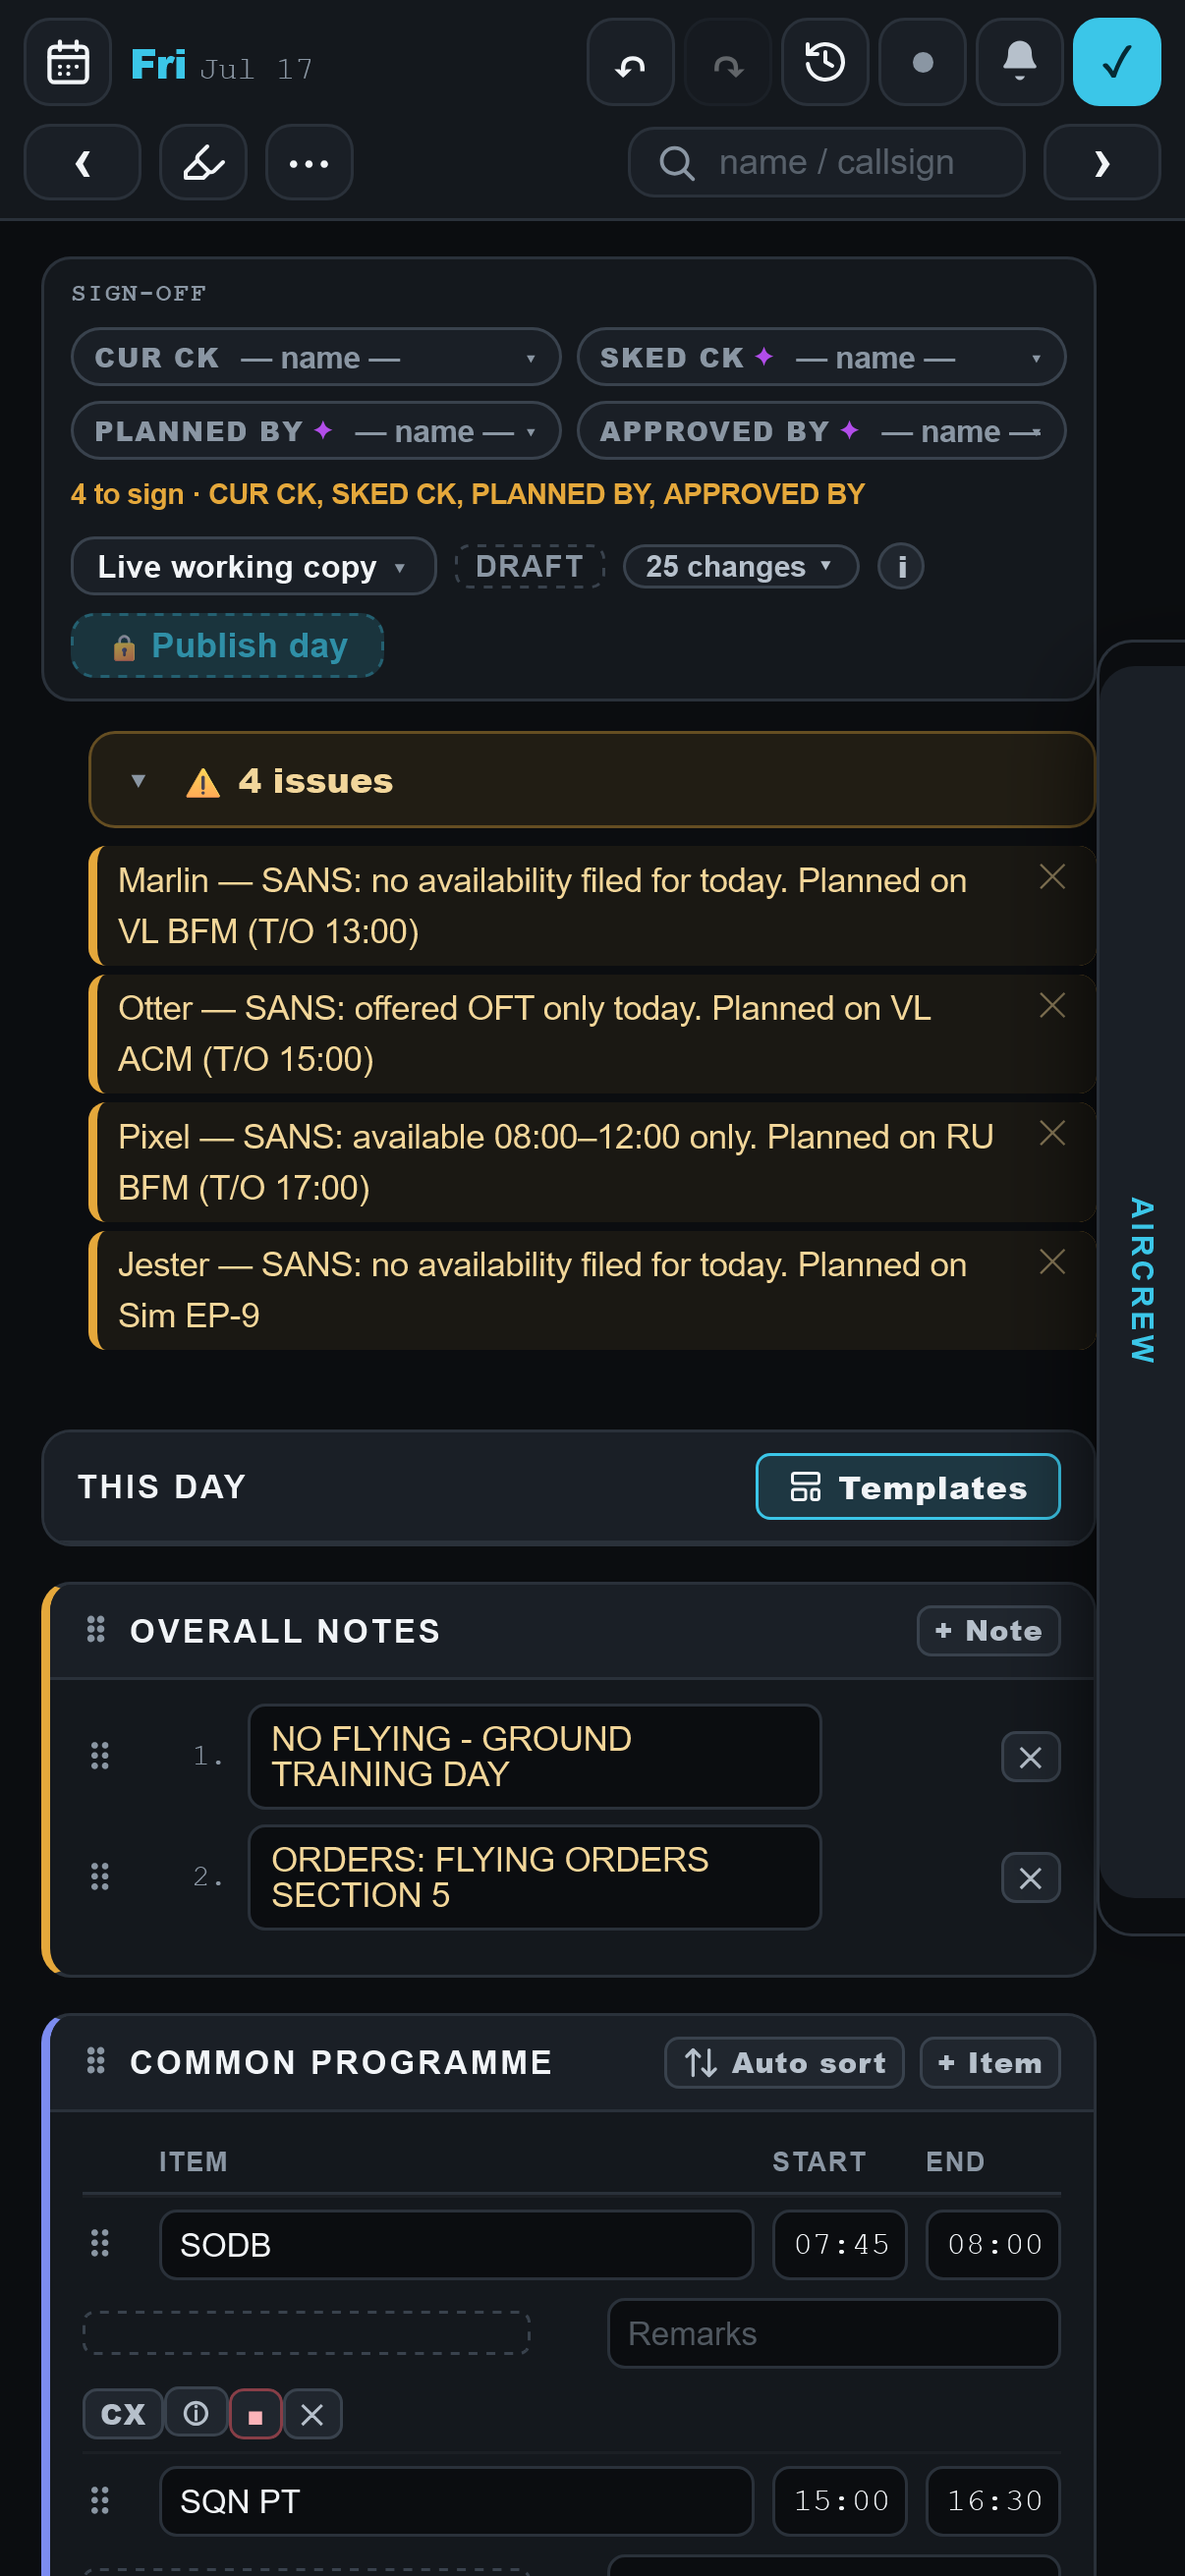 Fri Jul 17
name / callsign
SIGN-OFF
CUR CK — name —
SKED CK — name —
PLANNED BY — name —
APPROVED BY — name —
4 to sign · CUR CK, SKED CK, PLANNED BY, APPROVED BY
Live working copy
DRAFT
25 changes
i
Publish day
4 issues
Marlin — SANS: no availability filed for today. Planned on
VL BFM (T/O 13:00)
Otter — SANS: offered OFT only today. Planned on VL
ACM (T/O 15:00)
Pixel — SANS: available 08:00–12:00 only. Planned on RU
BFM (T/O 17:00)
Jester — SANS: no availability filed for today. Planned on
Sim EP-9
AIRCREW
THIS DAY
Templates
OVERALL NOTES
+ Note
1. NO FLYING - GROUND
TRAINING DAY
2. ORDERS: FLYING ORDERS
SECTION 5
COMMON PROGRAMME
Auto sort
+ Item
ITEM START END
SODB 07:45 08:00
Remarks
CX
SQN PT 15:00 16:30